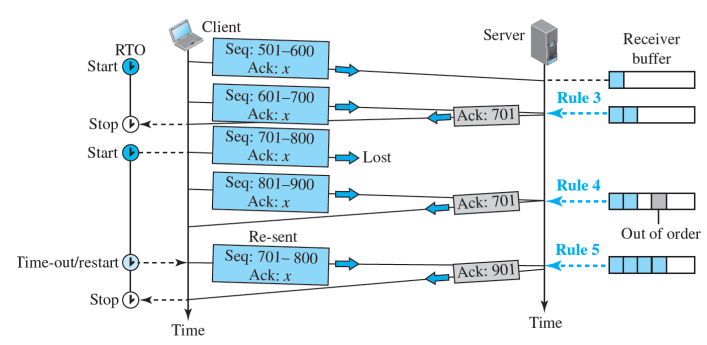 Client
Server
Receiver
buffer
RTO
Start
Seq: 501–600
Ack: x
Seq: 601–700
Ack: x
Rule 3
Ack: 701
Stop
Start
Seq: 701–800
Ack: x
Lost
Seq: 801–900
Ack: x
Rule 4
Ack: 701
Out of order
Re-sent
Time-out/restart
Seq: 701– 800
Ack: x
Rule 5
Ack: 901
Stop
Time
Time